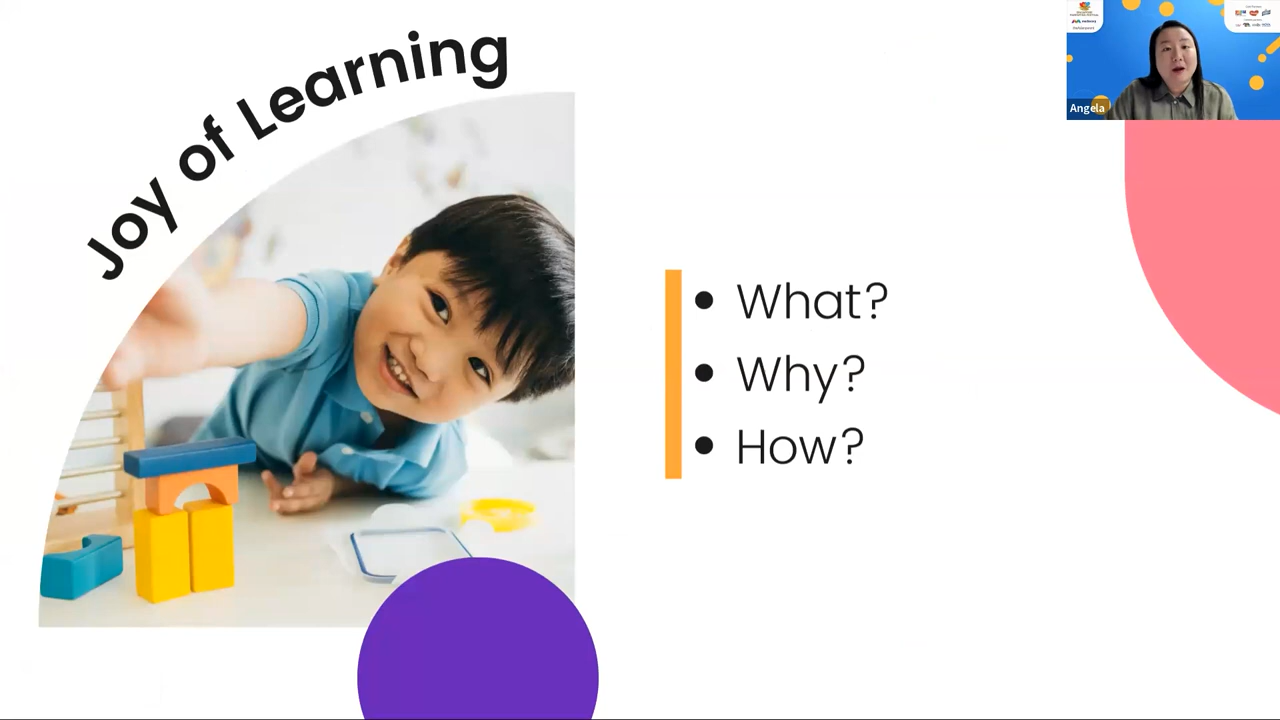 Joy of Learning
• What?
• Why?
• How?
Angela